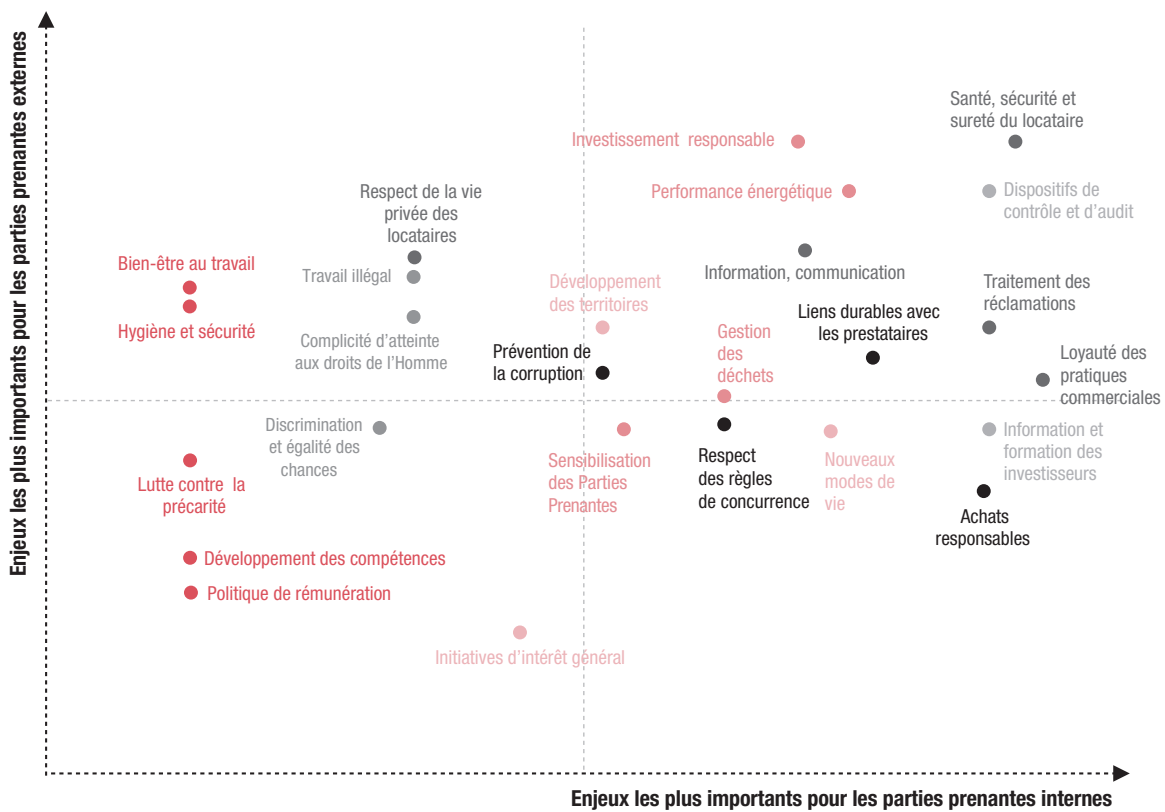 Enjeux les plus importants pour les parties prenantes externes
Santé, sécurité et
sureté du locataire
Investissement responsable
Performance énergétique
Dispositifs de
contrôle et d'audit
Respect de la vie
privée des
locataires
Bien-être au travail
Travail illégal
Information, communication
Développement
des territoires
Traitement des
réclamations
Hygiène et sécurité
Complicité d'atteinte
aux droits de l'Homme
Liens durables avec
les prestataires
Prévention de
la corruption
Gestion
des
déchets
Loyauté des
pratiques
commerciales
Discrimination
et égalité des
chances
Information et
formation des
investisseurs
Lutte contre la
précarité
Sensibilisation
des Parties
Prenantes
Respect
des règles
de concurrence
Nouveaux
modes de
vie
Achats
responsables
Développement des compétences
Politique de rémunération
Initiatives d'intérêt général
Enjeux les plus importants pour les parties prenantes internes